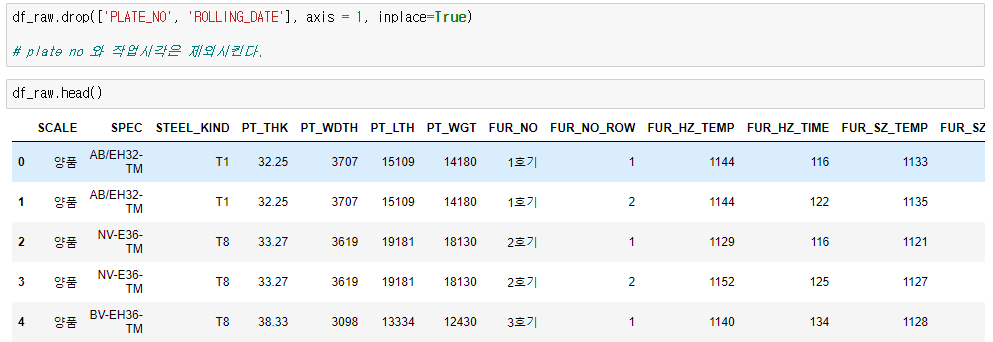 df_raw.drop(['PLATE_NO', 'ROLLING_DATE'], axis = 1, inplace=True)
# plate no 와 작업시각은 제외시킨다.
df_raw.head()
SCALE SPEC STEEL_KIND PT_THK PT_WDTH PT_LTH PT_WGT FUR_NO FUR_NO_ROW FUR_HZ_TEMP FUR_HZ_TIME FUR_SZ_TEMP FUR_SZ
0 양품 AB/EH32-TM T1 32.25 3707 15109 14180 1호기 1 1144 116 1133
1 양품 AB/EH32-TM T1 32.25 3707 15109 14180 1호기 2 1144 122 1135
2 양품 NV-E36-TM T8 33.27 3619 19181 18130 2호기 1 1129 116 1121
3 양품 NV-E36-TM T8 33.27 3619 19181 18130 2호기 2 1152 125 1127
4 양품 BV-EH36-TM T8 38.33 3098 13334 12430 3호기 1 1140 134 1128